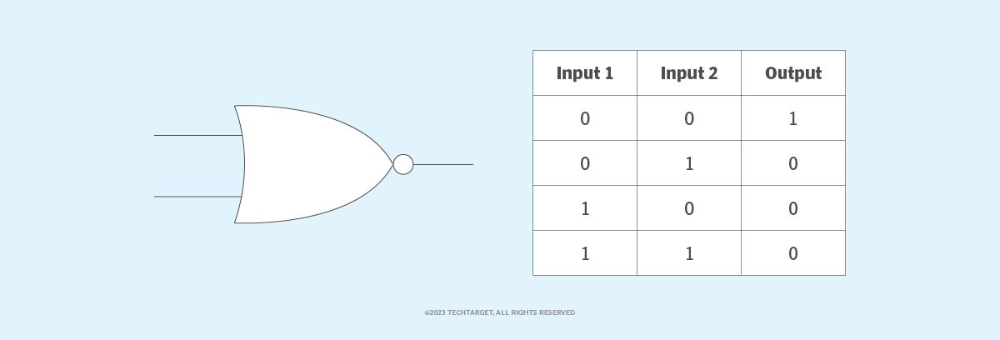 Input 1 Input 2 Output
0 0 1
0 1 0
1 0 0
1 1 0
©2023 TECHTARGET, ALL RIGHTS RESERVED